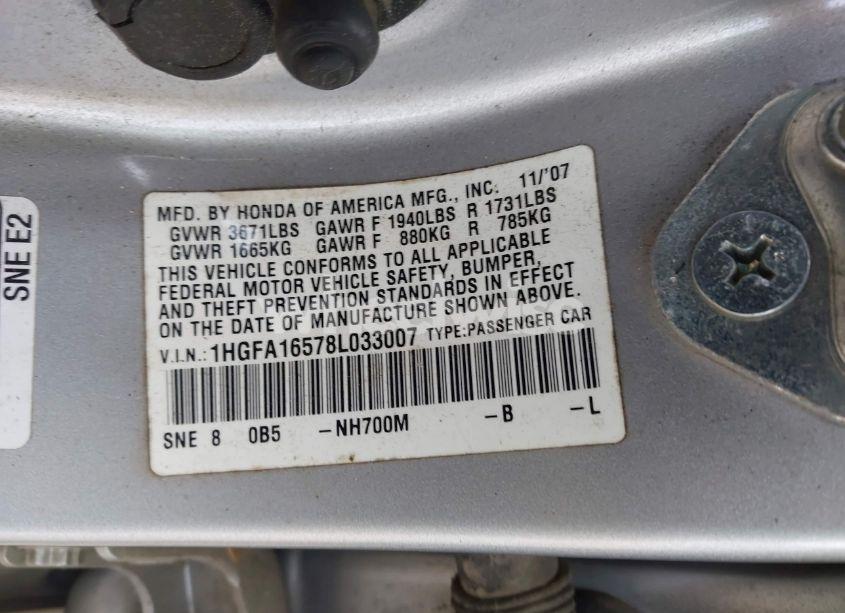 SNE E2
MFD. BY HONDA OF AMERICA MFG., INC. 11/'07
GVWR 3671LBS GAWR F 1940LBS R 1731LBS
GVWR 1665KG GAWR F 880KG R 785KG
THIS VEHICLE CONFORMS TO ALL APPLICABLE
FEDERAL MOTOR VEHICLE SAFETY, BUMPER,
AND THEFT PREVENTION STANDARDS IN EFFECT
ON THE DATE OF MANUFACTURE SHOWN ABOVE.
V.I.N.: 1HGFA16578L033007 TYPE:PASSENGER CAR
SNE 8 0B5 -NH700M -B -L